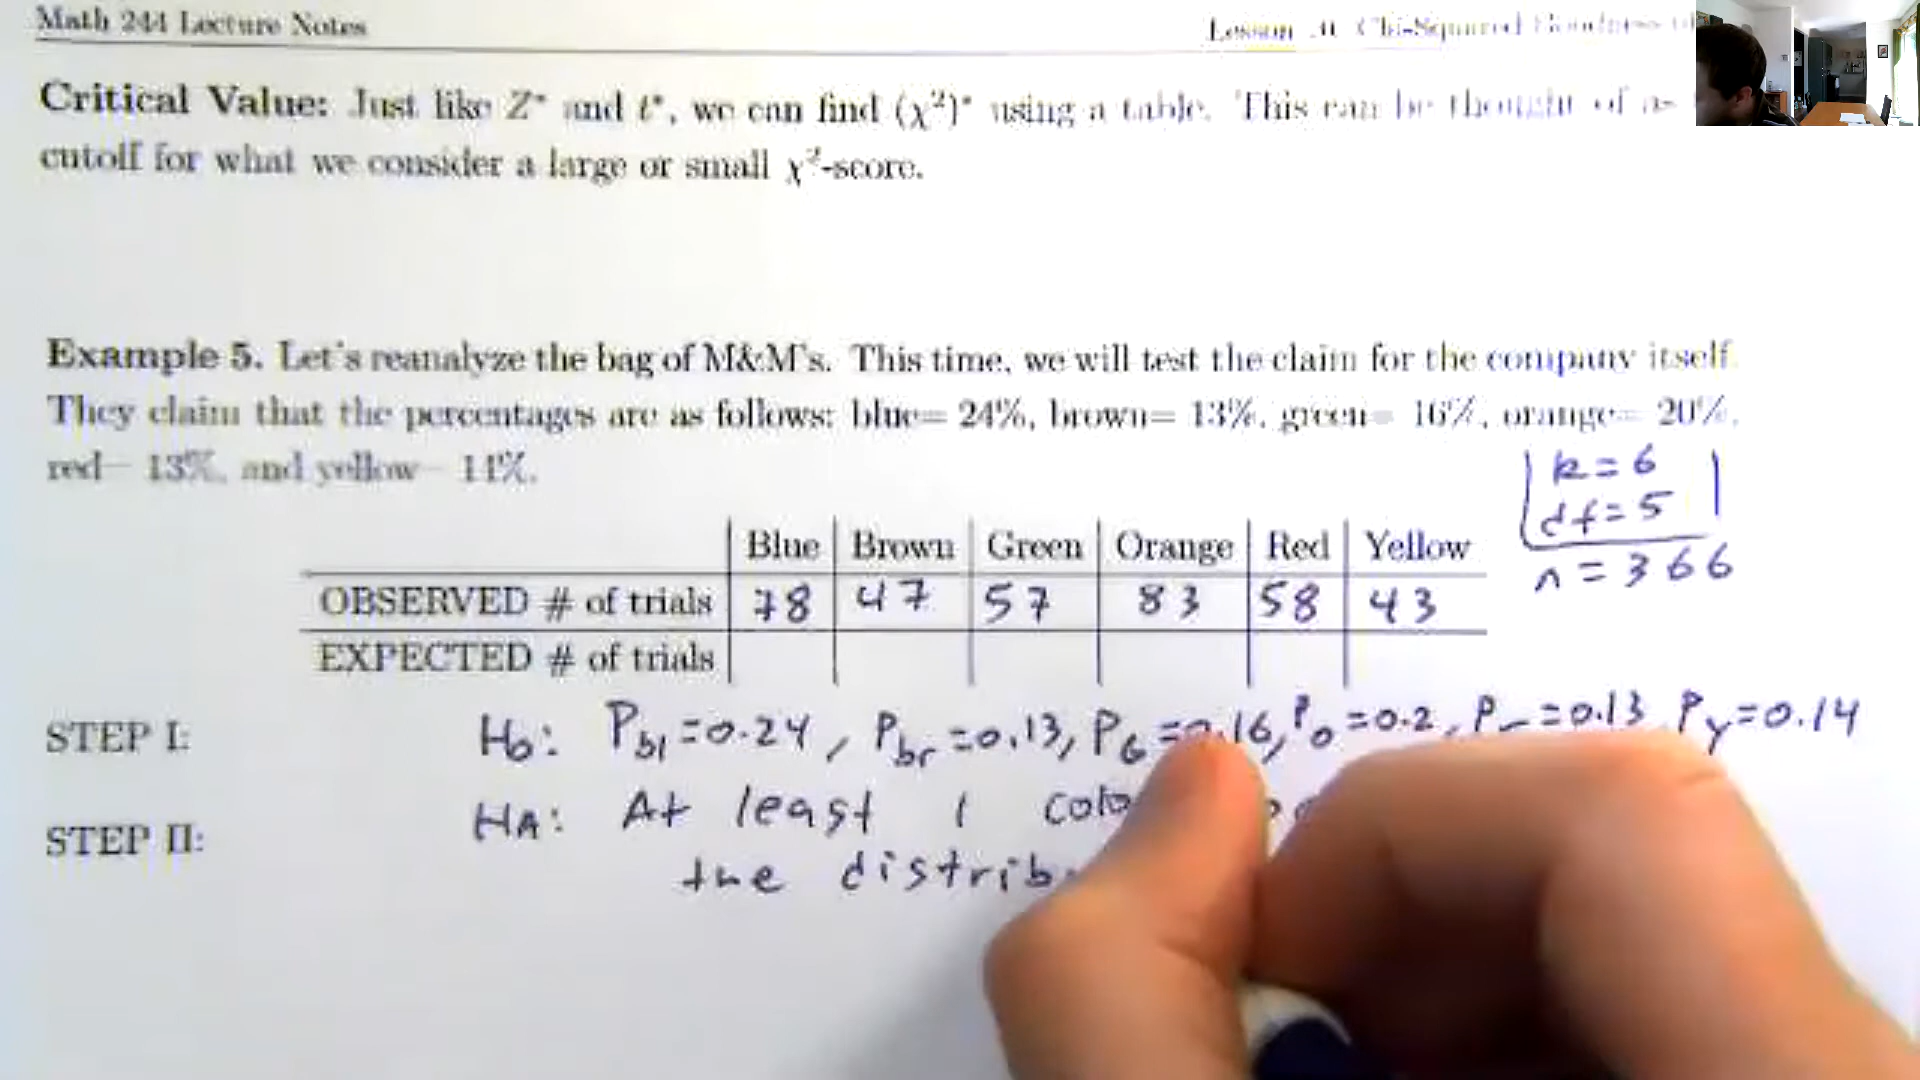 Math 244 Lecture Notes
Lesson Chi-Squared Goodness
Critical Value: Just like Z* and t*, we can find (χ²)* using a table. This can be thought of as
cutoff for what we consider a large or small χ²-score.
Example 5. Let's reanalyze the bag of M&M's. This time, we will test the claim for the company itself.
They claim that the percentages are as follows: blue= 24%, brown= 13%, green= 16%, orange= 20%,
red= 13%, and yellow= 14%.
k=6
df=5
n=366
Blue Brown Green Orange Red Yellow
OBSERVED # of trials 78 47 57 83 58 43
EXPECTED # of trials
STEP I: H0: Pbl=0.24, Pbr=0.13, PG=0.16, Po=0.2, Pr=0.13 Py=0.14
HA: At least 1
STEP II:
the